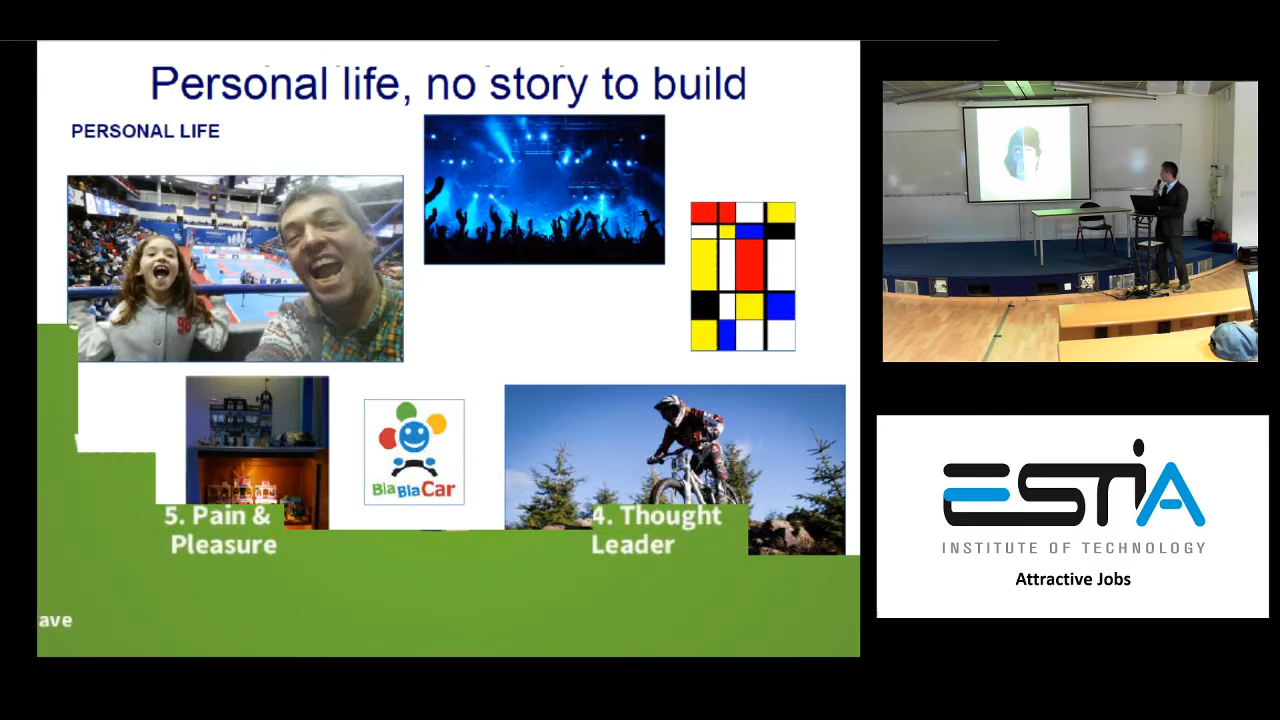 Personal life, no story to build
PERSONAL LIFE
90
BlaBlaCar
5. Pain &
Pleasure
4. Thought
Leader
ave
ESTIA
INSTITUTE OF TECHNOLOGY
Attractive Jobs